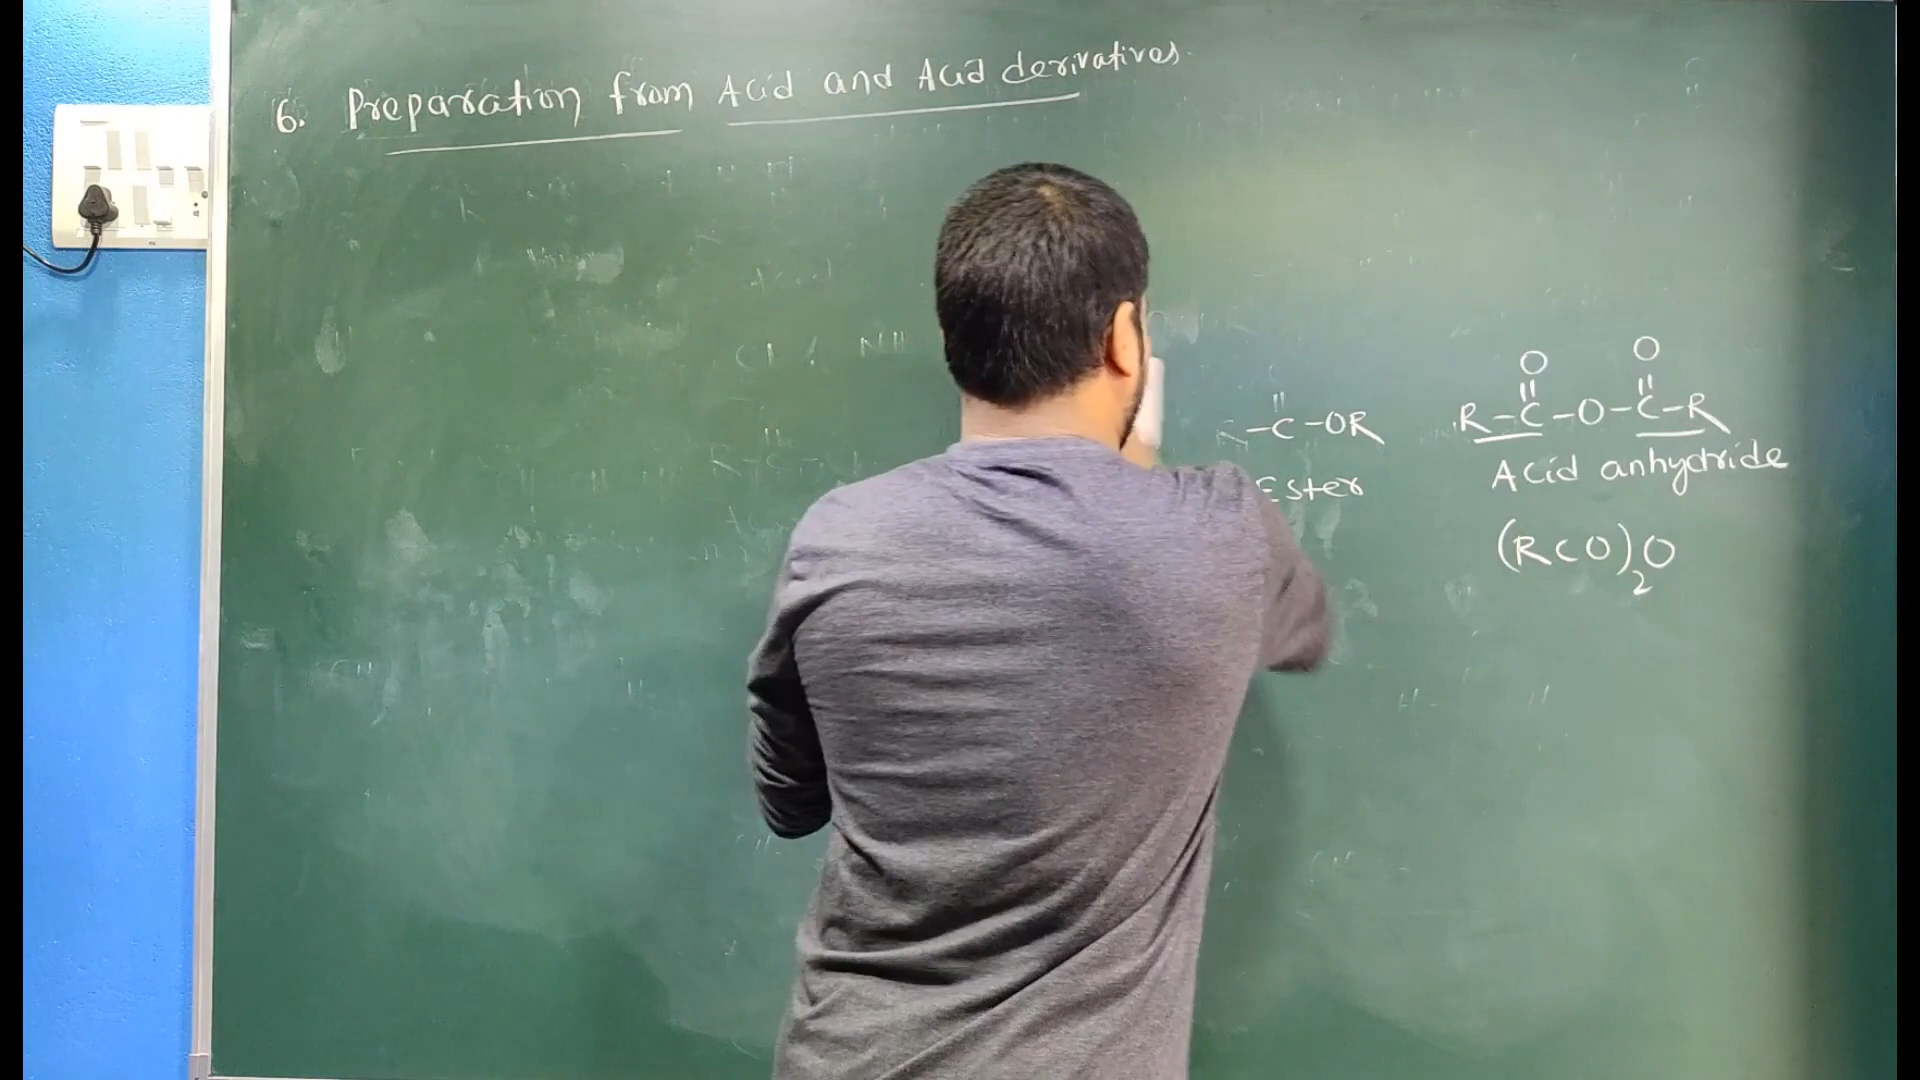 6. Preparation from Acid and Acid derivatives.
O O
-C-OR R-C-O-C-R
Ester Acid anhydride
(RCO)2O